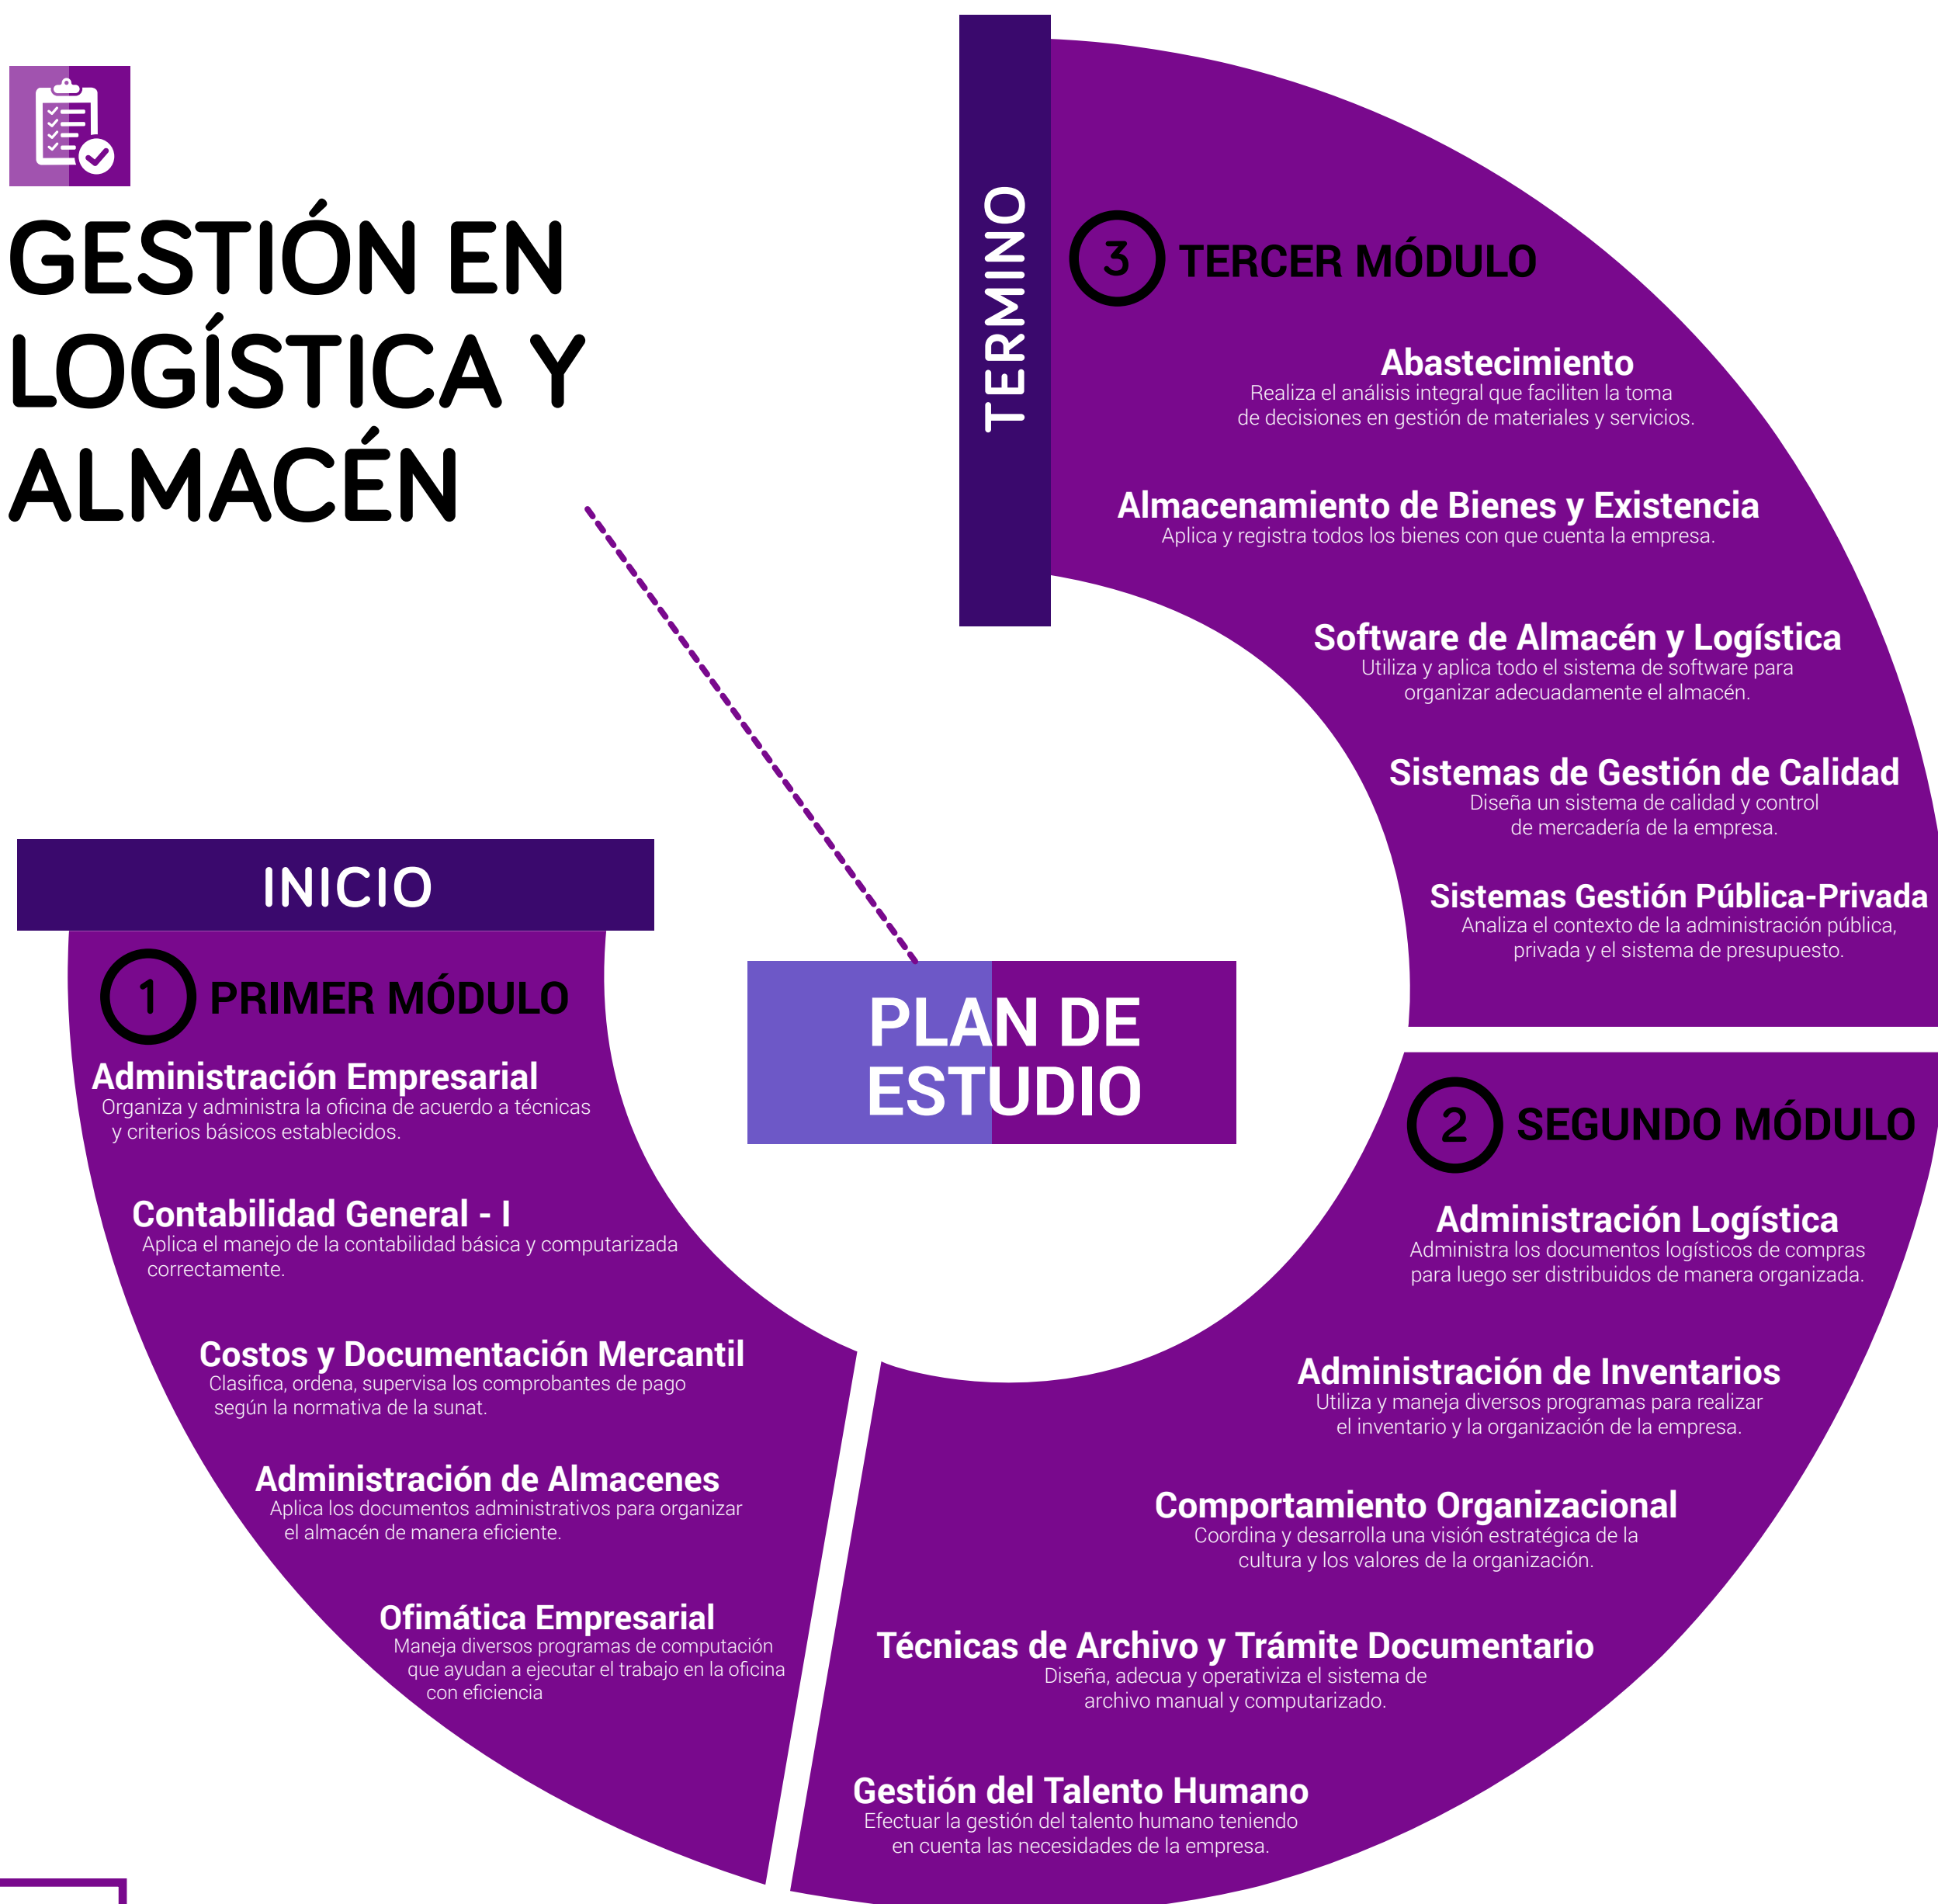 GESTIÓN EN
LOGÍSTICA Y
ALMACÉN
PLAN DE
ESTUDIO
INICIO
1 PRIMER MÓDULO
Administración Empresarial
Organiza y administra la oficina de acuerdo a técnicas
y criterios básicos establecidos.
Contabilidad General - I
Aplica el manejo de la contabilidad básica y computarizada
correctamente.
Costos y Documentación Mercantil
Clasifica, ordena, supervisa los comprobantes de pago
según la normativa de la sunat.
Administración de Almacenes
Aplica los documentos administrativos para organizar
el almacén de manera eficiente.
Ofimática Empresarial
Maneja diversos programas de computación
que ayudan a ejecutar el trabajo en la oficina
con eficiencia
2 SEGUNDO MÓDULO
Administración Logística
Administra los documentos logísticos de compras
para luego ser distribuidos de manera organizada.
Administración de Inventarios
Utiliza y maneja diversos programas para realizar
el inventario y la organización de la empresa.
Comportamiento Organizacional
Coordina y desarrolla una visión estratégica de la
cultura y los valores de la organización.
Técnicas de Archivo y Trámite Documentario
Diseña, adecua y operativiza el sistema de
archivo manual y computarizado.
Gestión del Talento Humano
Efectuar la gestión del talento humano teniendo
en cuenta las necesidades de la empresa.
3 TERCER MÓDULO
Abastecimiento
Realiza el análisis integral que faciliten la toma
de decisiones en gestión de materiales y servicios.
Almacenamiento de Bienes y Existencia
Aplica y registra todos los bienes con que cuenta la empresa.
Software de Almacén y Logística
Utiliza y aplica todo el sistema de software para
organizar adecuadamente el almacén.
Sistemas de Gestión de Calidad
Diseña un sistema de calidad y control
de mercadería de la empresa.
Sistemas Gestión Pública-Privada
Analiza el contexto de la administración pública,
privada y el sistema de presupuesto.
TERMINO